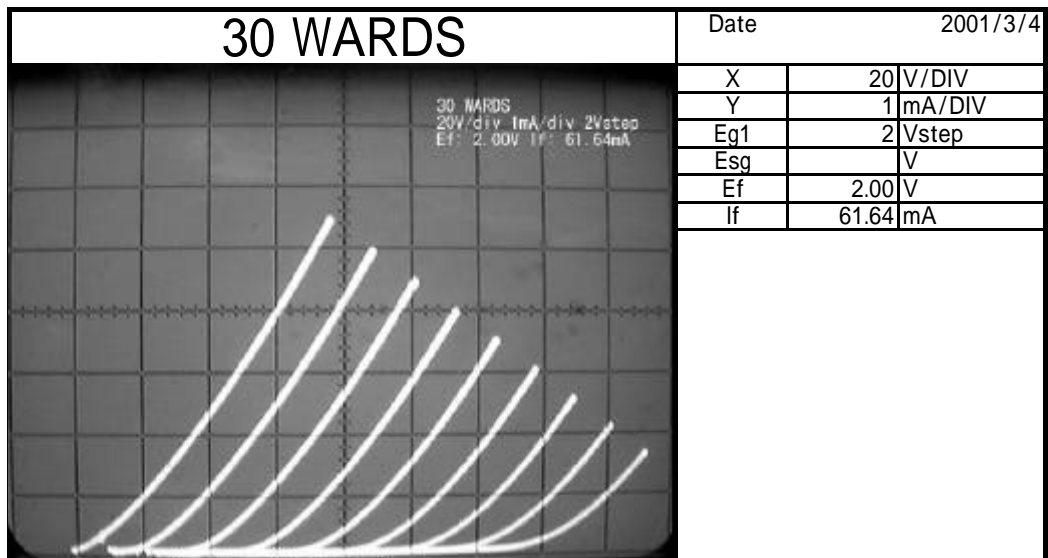 30 WARDS
Date 2001/3/4
30 WARDS
20V/div 1mA/div 2Vstep
Ef: 2.00V If: 61.64mA
X 20 V/DIV
Y 1 mA/DIV
Eg1 2 Vstep
Esg V
Ef 2.00 V
If 61.64 mA